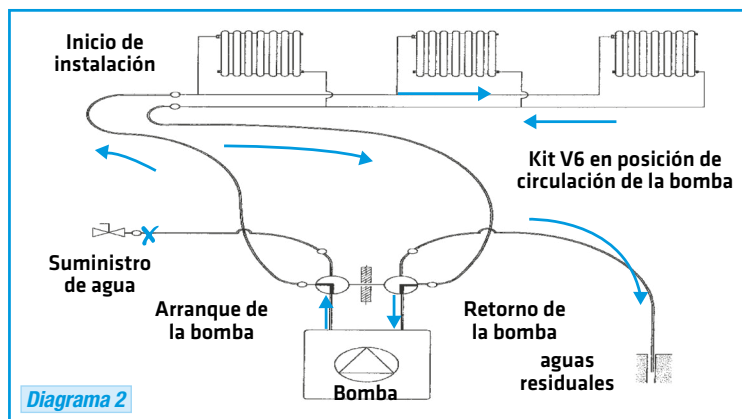 Inicio de
instalación
Kit V6 en posición de
circulación de la bomba
Suministro
de agua
Arranque de
la bomba
Retorno de
la bomba
aguas
residuales
Bomba
Diagrama 2